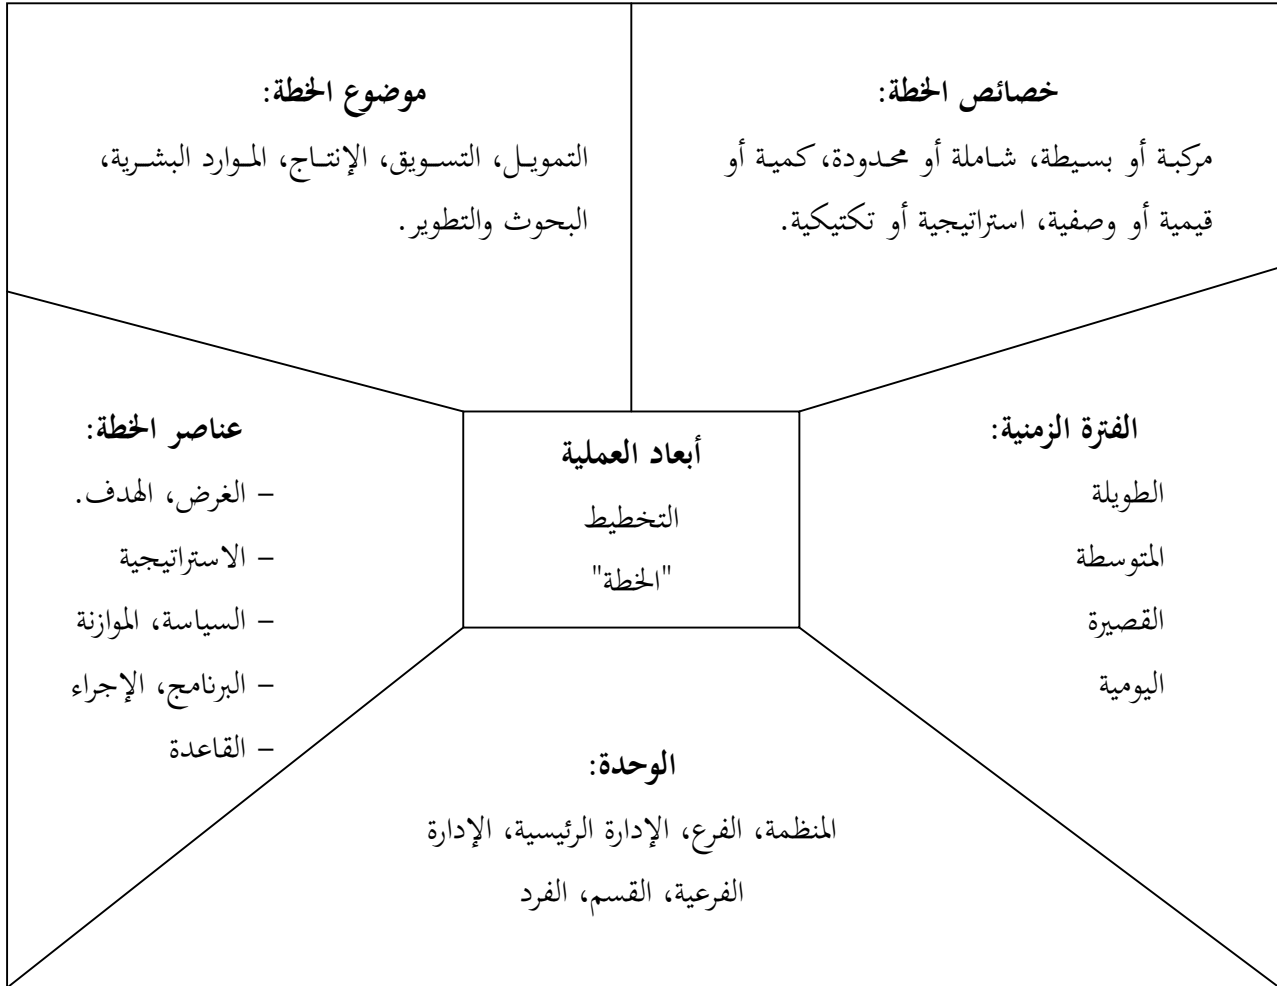 خصائص الخطة:
مركبة أو بسيطة، شاملة أو محدودة، كمية أو
قيمية أو وصفية، استراتيجية أو تكتيكية.
موضوع الخطة:
التمويل، التسويق، الإنتاج، الموارد البشرية،
البحوث والتطوير.
الفترة الزمنية:
الطويلة
المتوسطة
القصيرة
اليومية
أبعاد العملية
التخطيط
"الخطة"
عناصر الخطة:
– الغرض، الهدف.
– الاستراتيجية
– السياسة، الموازنة
– البرنامج، الإجراء
– القاعدة
الوحدة:
المنظمة، الفرع، الإدارة الرئيسية، الإدارة
الفرعية، القسم، الفرد